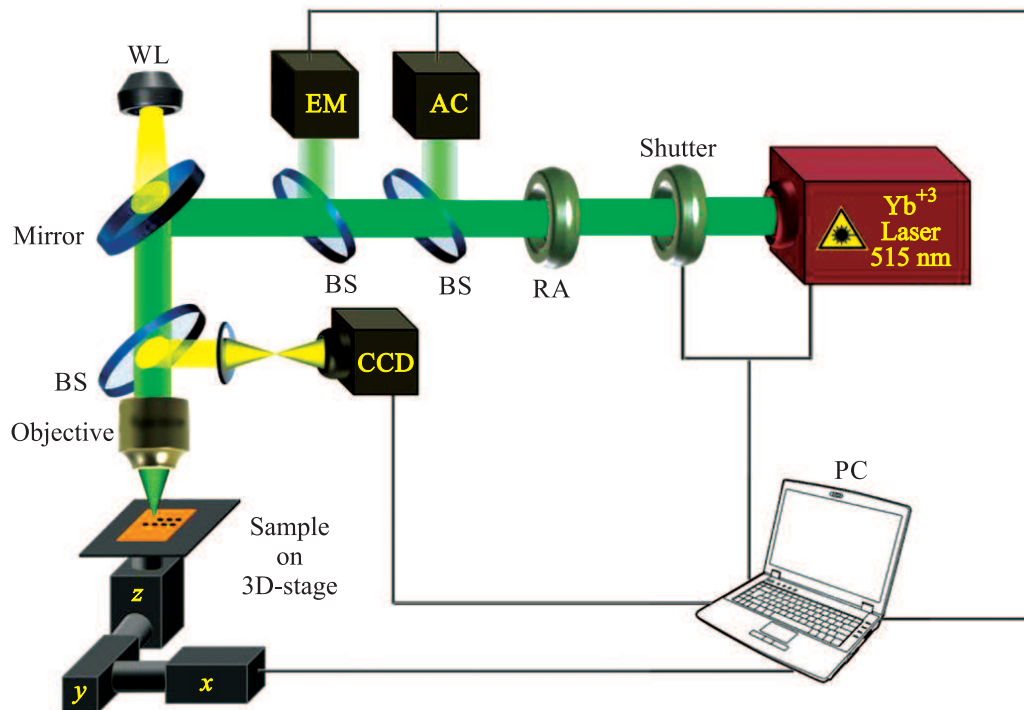 WL
EM
AC
Shutter
Yb+3
Laser
515 nm
Mirror
BS
BS
RA
BS
CCD
Objective
PC
Sample
on
3D-stage
z
y
x